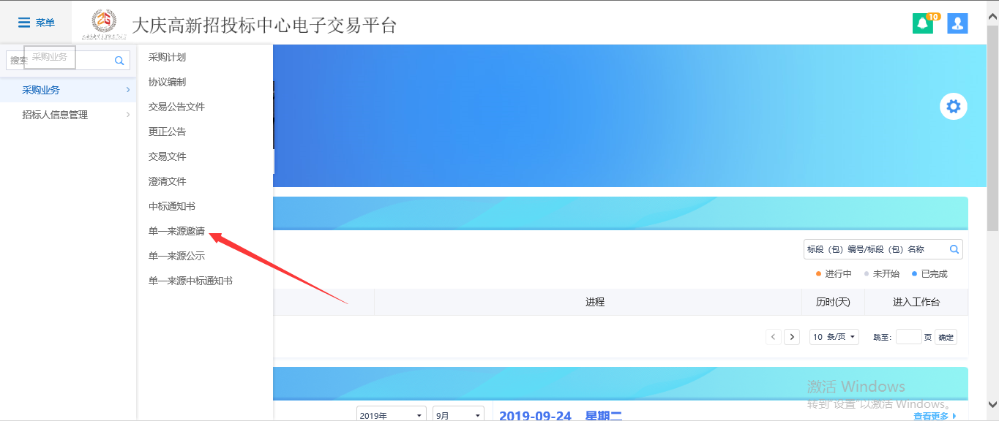 菜单
大庆高新招投标中心电子交易平台
10
搜索
采购业务
采购业务
招标人信息管理
采购计划
协议编制
交易公告文件
更正公告
交易文件
澄清文件
中标通知书
单一来源邀请
单一来源公示
单一来源中标通知书
标段（包）编号/标段（包）名称
进行中 未开始 已完成
进程 历时(天) 进入工作台
10 条/页 跳至: 页 确定
激活 Windows
转到"设置"以激活 Windows。
2019年 9月 2019-09-24 星期二 查看更多